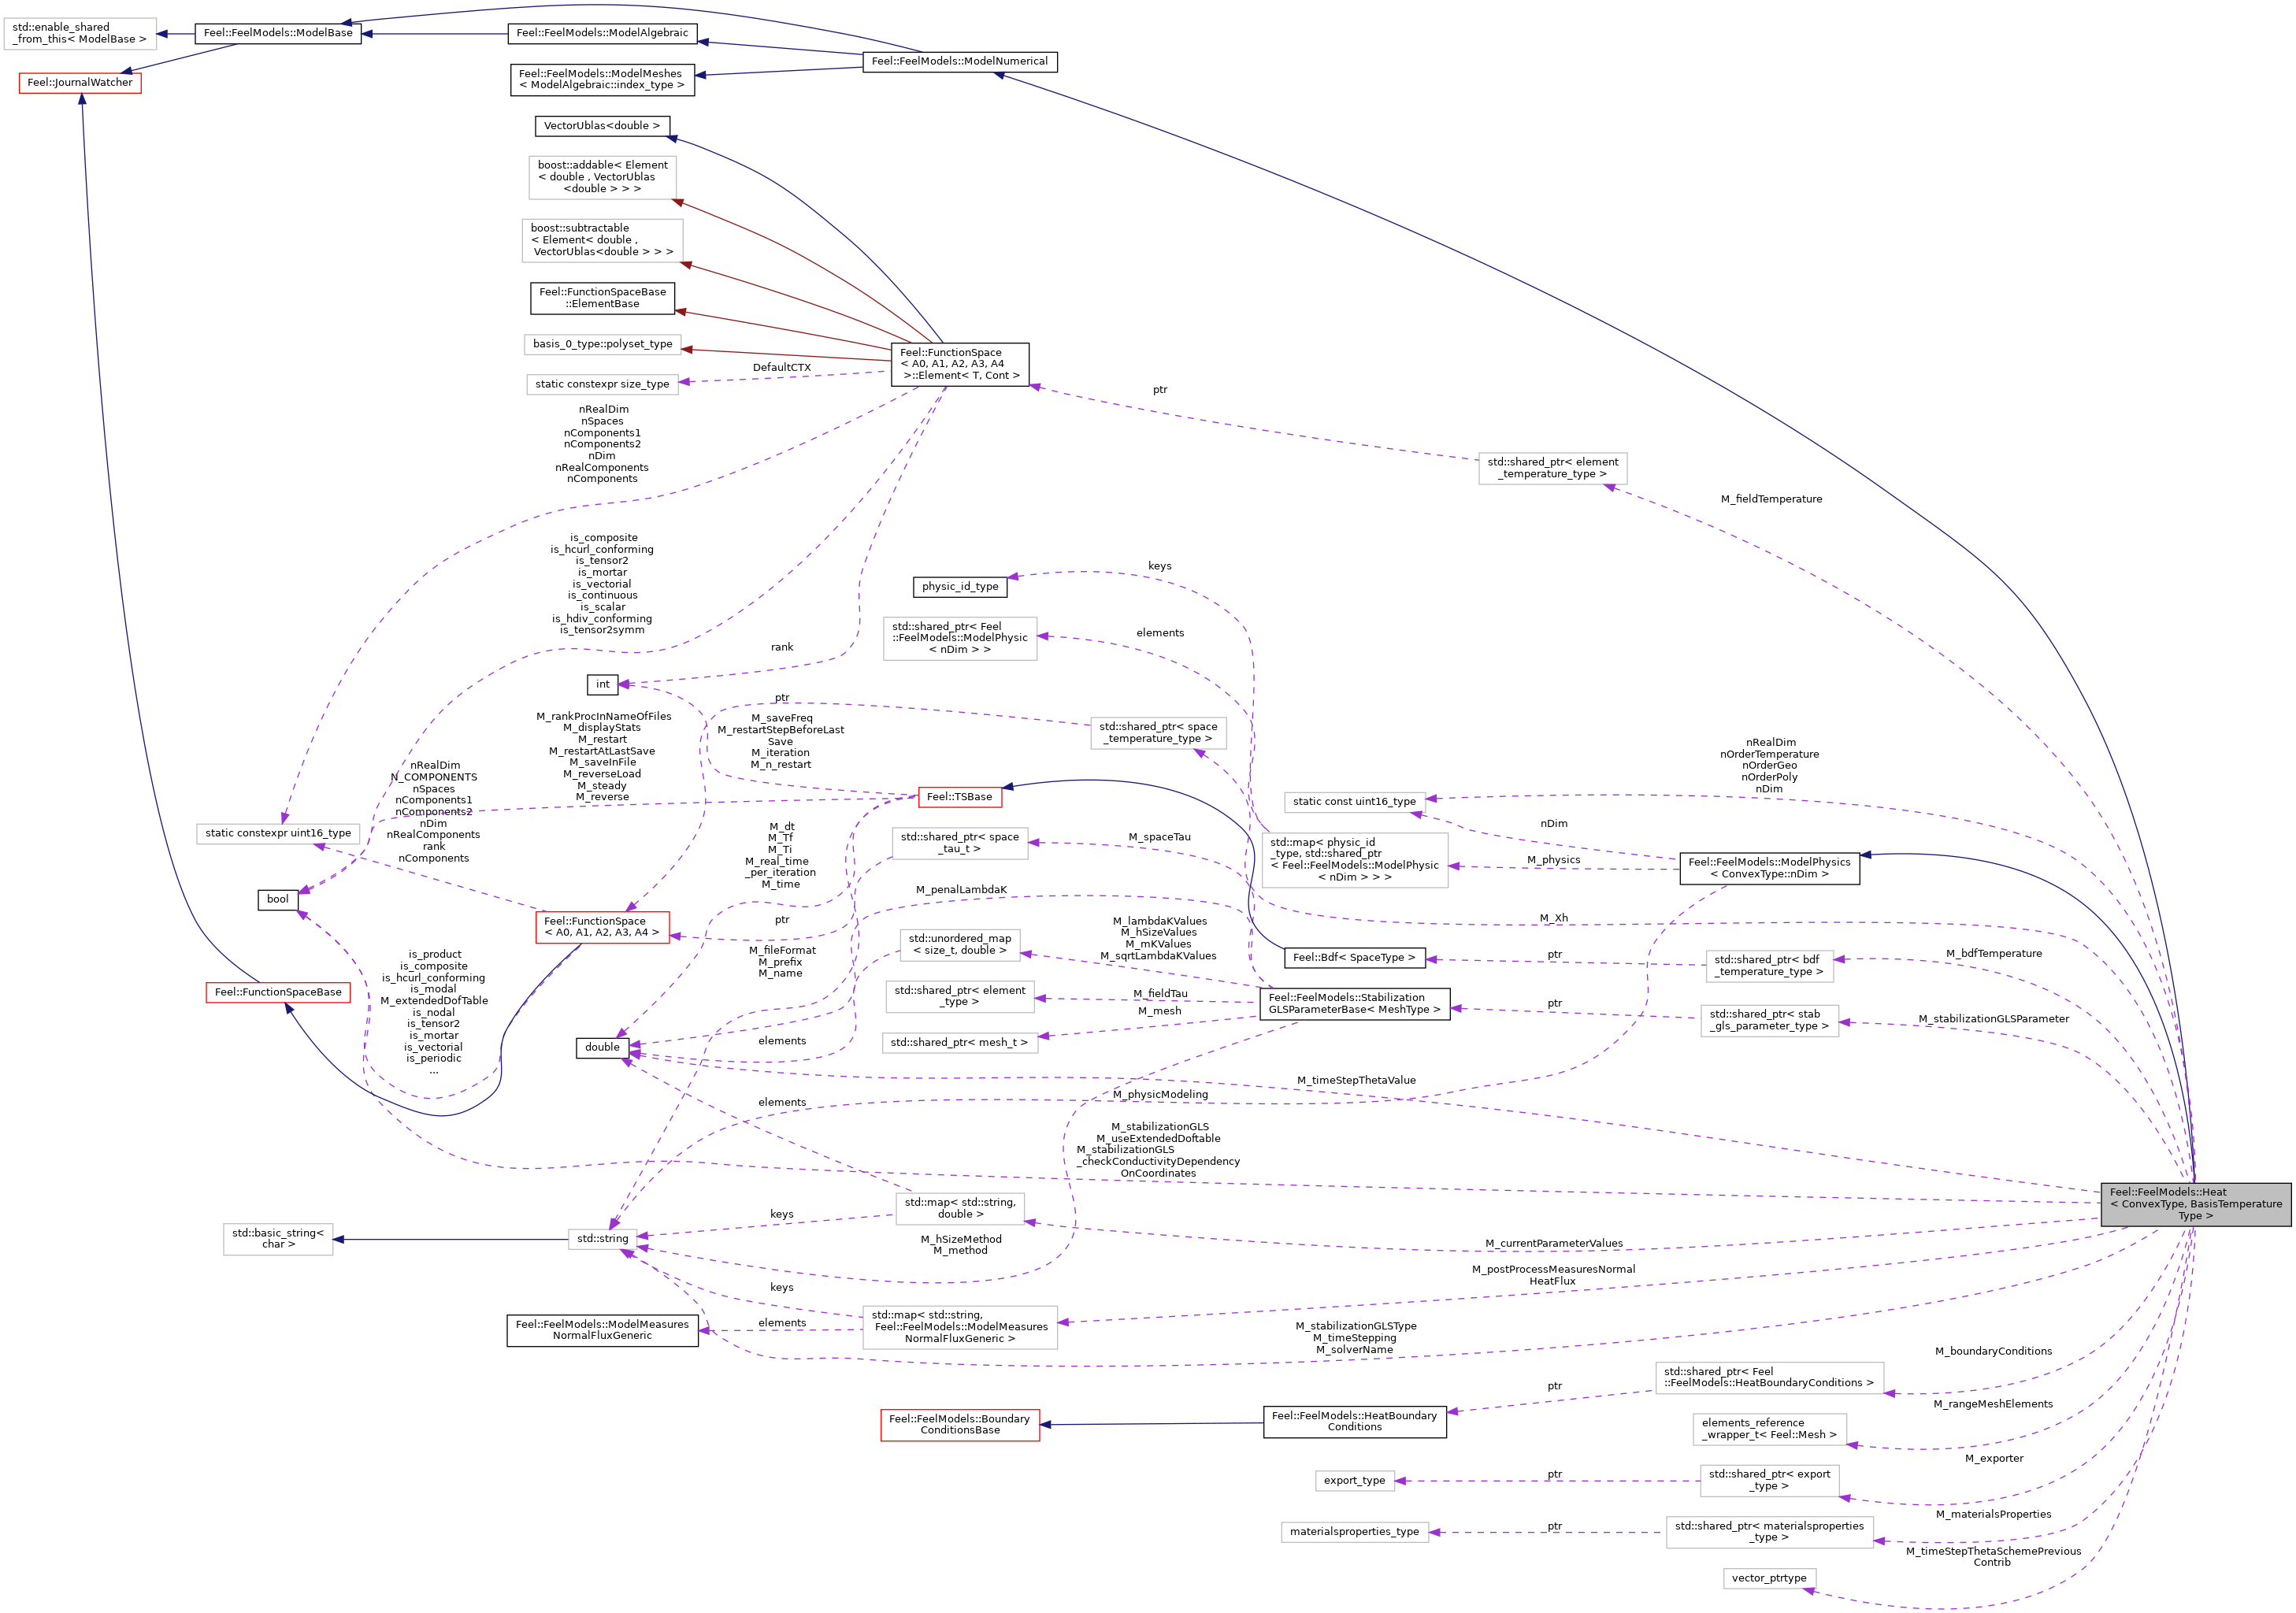 std::enable_shared
_from_this< ModelBase >
Feel::FeelModels::ModelBase
Feel::FeelModels::ModelAlgebraic
Feel::FeelModels::ModelNumerical
Feel::JournalWatcher
Feel::FeelModels::ModelMeshes
< ModelAlgebraic::index_type >
VectorUblas<double >
boost::addable< Element
< double , VectorUblas
<double > > >
boost::subtractable
< Element< double ,
VectorUblas<double > > >
Feel::FunctionSpaceBase
::ElementBase
basis_0_type::polyset_type
static constexpr size_type
DefaultCTX
Feel::FunctionSpace
< A0, A1, A2, A3, A4
>::Element< T, Cont >
ptr
std::shared_ptr< element
_temperature_type >
M_fieldTemperature
nRealDim
nSpaces
nComponents1
nComponents2
nDim
nRealComponents
nComponents
is_composite
is_hcurl_conforming
is_tensor2
is_mortar
is_vectorial
is_continuous
is_scalar
is_hdiv_conforming
is_tensor2symm
rank
int
physic_id_type
keys
std::shared_ptr< Feel
::FeelModels::ModelPhysic
< nDim > >
elements
ptr
std::shared_ptr< space
_temperature_type >
M_rankProcInNameOfFiles
M_displayStats
M_restart
M_restartAtLastSave
M_saveInFile
M_reverseLoad
M_steady
M_reverse
M_saveFreq
M_restartStepBeforeLast
Save
M_iteration
M_n_restart
nRealDim
N_COMPONENTS
nSpaces
nComponents1
nComponents2
nDim
nRealComponents
rank
nComponents
static constexpr uint16_type
Feel::TSBase
nRealDim
nOrderTemperature
nOrderGeo
nOrderPoly
nDim
static const uint16_type
nDim
M_dt
M_Tf
M_Ti
M_real_time
_per_iteration
M_time
std::shared_ptr< space
_tau_t >
M_spaceTau
std::map< physic_id
_type, std::shared_ptr
< Feel::FeelModels::ModelPhysic
< nDim > > >
M_physics
Feel::FeelModels::ModelPhysics
< ConvexType::nDim >
bool
M_penalLambdaK
Feel::FunctionSpace
< A0, A1, A2, A3, A4 >
ptr
M_Xh
std::unordered_map
< size_t, double >
M_lambdaKValues
M_hSizeValues
M_mKValues
M_sqrtLambdaKValues
Feel::Bdf< SpaceType >
ptr
std::shared_ptr< bdf
_temperature_type >
M_bdfTemperature
M_fileFormat
M_prefix
M_name
is_product
is_composite
is_hcurl_conforming
is_modal
M_extendedDofTable
is_nodal
is_tensor2
is_mortar
is_vectorial
is_periodic
...
Feel::FunctionSpaceBase
std::shared_ptr< element
_type >
M_fieldTau
Feel::FeelModels::Stabilization
GLSParameterBase< MeshType >
ptr
std::shared_ptr< stab
_gls_parameter_type >
M_stabilizationGLSParameter
M_mesh
std::shared_ptr< mesh_t >
double
elements
M_timeStepThetaValue
elements
M_physicModeling
M_stabilizationGLS
M_useExtendedDoftable
M_stabilizationGLS
_checkConductivityDependency
OnCoordinates
Feel::FeelModels::Heat
< ConvexType, BasisTemperature
Type >
std::map< std::string,
double >
keys
std::basic_string<
char >
std::string
M_hSizeMethod
M_method
M_currentParameterValues
M_postProcessMeasuresNormal
HeatFlux
keys
std::map< std::string,
Feel::FeelModels::ModelMeasures
NormalFluxGeneric >
elements
Feel::FeelModels::ModelMeasures
NormalFluxGeneric
M_stabilizationGLSType
M_timeStepping
M_solverName
M_boundaryConditions
std::shared_ptr< Feel
::FeelModels::HeatBoundaryConditions >
ptr
Feel::FeelModels::HeatBoundary
Conditions
Feel::FeelModels::Boundary
ConditionsBase
M_rangeMeshElements
elements_reference
_wrapper_t< Feel::Mesh >
M_exporter
std::shared_ptr< export
_type >
ptr
export_type
M_materialsProperties
std::shared_ptr< materialsproperties
_type >
ptr
materialsproperties_type
M_timeStepThetaSchemePrevious
Contrib
vector_ptrtype